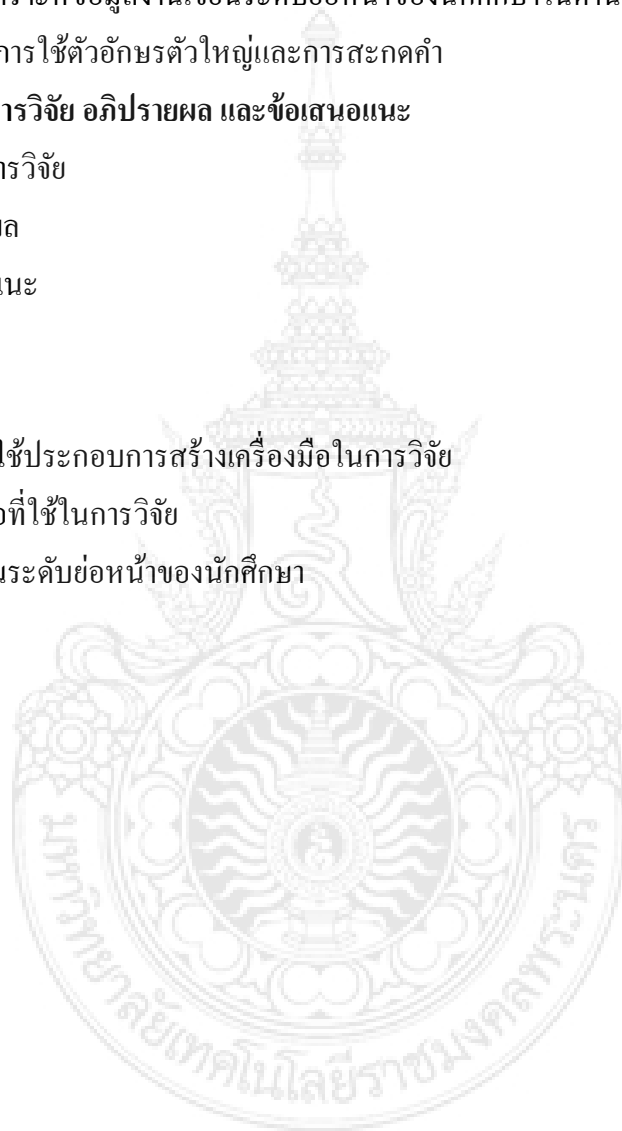 การใช้ตัวอักษรตัวใหญ่และการสะกดคำ
ารวิจัย อภิปรายผล และข้อเสนอแนะ
ารวิจัย
ผล
แนะ
ใช้ประกอบการสร้างเครื่องมือในการวิจัย
อที่ใช้ในการวิจัย
นระดับย่อหน้าของนักศึกษา
มหาวิทยาลัยเทคโนโลยีราชมงคลพระนคร